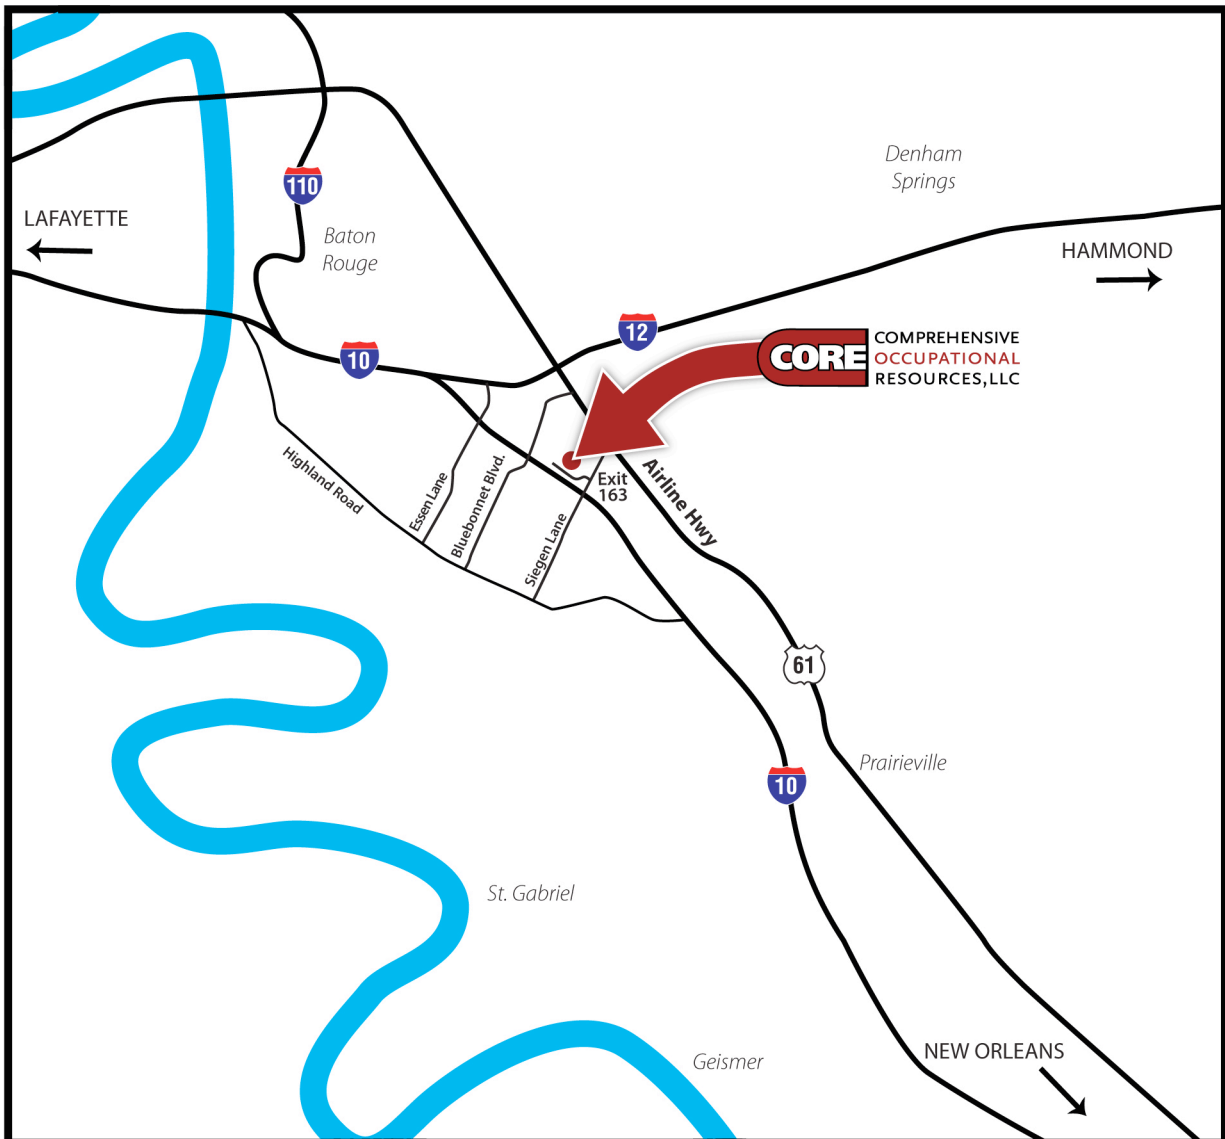 Denham
Springs
110
LAFAYETTE
Baton
Rouge
HAMMOND
12
10
CORE
COMPREHENSIVE
OCCUPATIONAL
RESOURCES,LLC
Highland Road
Essen Lane
Bluebonnet Blvd.
Siegen Lane
Exit
163
Airline Hwy
61
Prairieville
10
St. Gabriel
NEW ORLEANS
Geismer